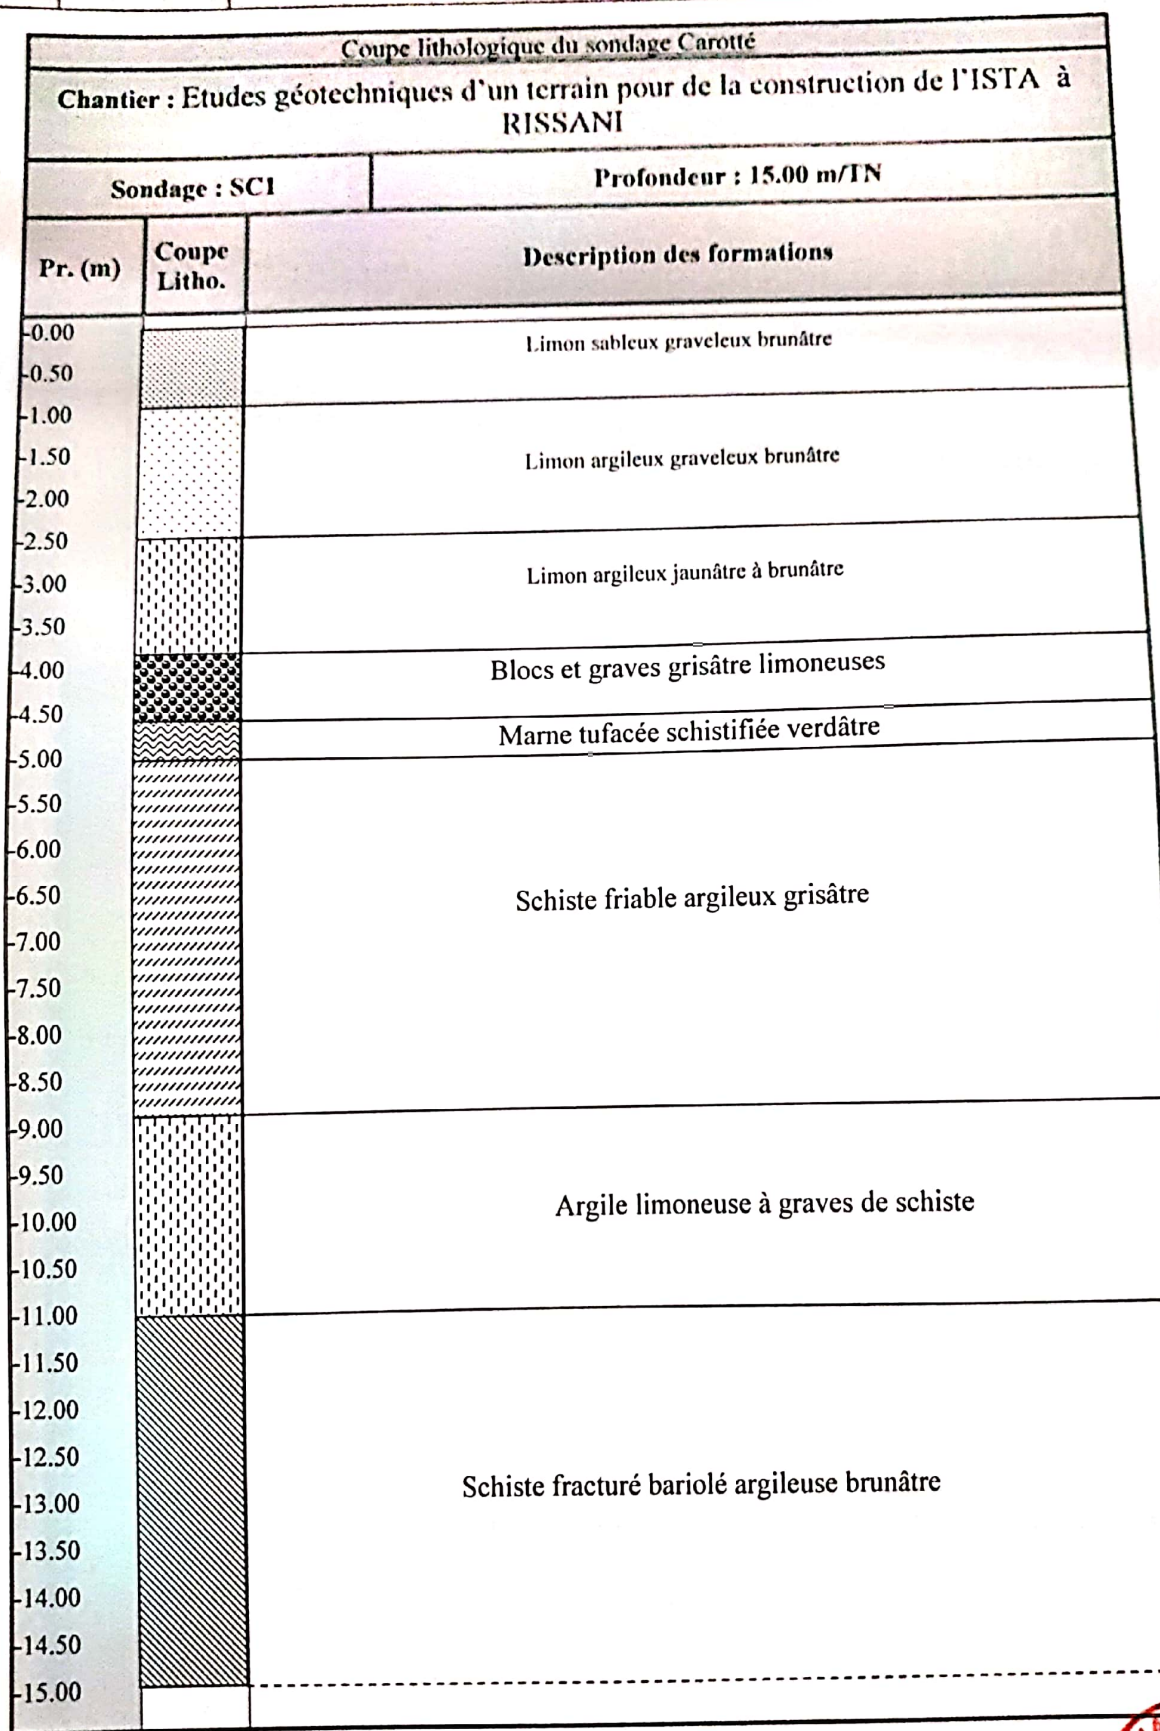 Coupe lithologique du sondage Carotté
Chantier : Etudes géotechniques d'un terrain pour de la construction de l'ISTA à
RISSANI
Sondage : SC1
Profondeur : 15.00 m/TN
Pr. (m)
Coupe
Litho.
Description des formations
-0.00
Limon sableux graveleux brunâtre
-0.50
-1.00
-1.50
Limon argileux graveleux brunâtre
-2.00
-2.50
-3.00
Limon argileux jaunâtre à brunâtre
-3.50
-4.00
Blocs et graves grisâtre limoneuses
-4.50
Marne tufacée schistifiée verdâtre
-5.00
-5.50
-6.00
-6.50
Schiste friable argileux grisâtre
-7.00
-7.50
-8.00
-8.50
-9.00
-9.50
Argile limoneuse à graves de schiste
-10.00
-10.50
-11.00
-11.50
-12.00
-12.50
Schiste fracturé bariolé argileuse brunâtre
-13.00
-13.50
-14.00
-14.50
-15.00